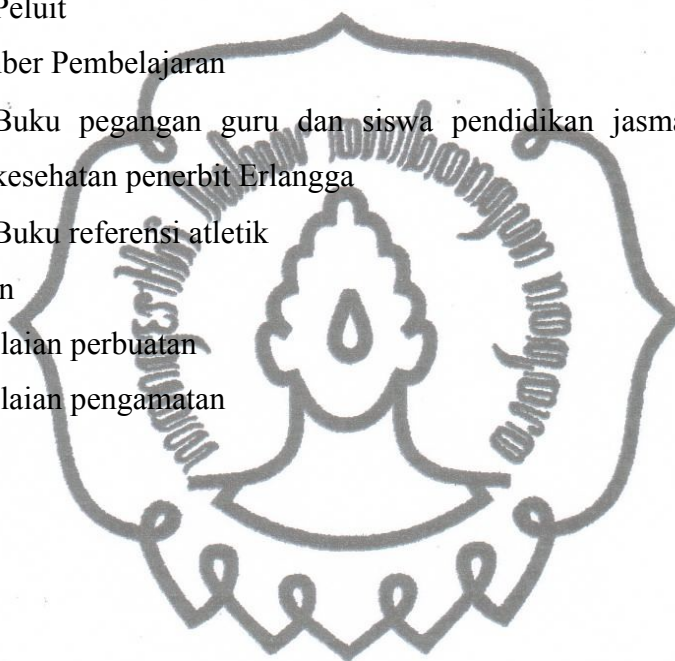 Peluit
ber Pembelajaran
Buku pegangan guru dan siswa pendidikan jasma
kesehatan penerbit Erlangga
Buku referensi atletik
n
laian perbuatan
laian pengamatan